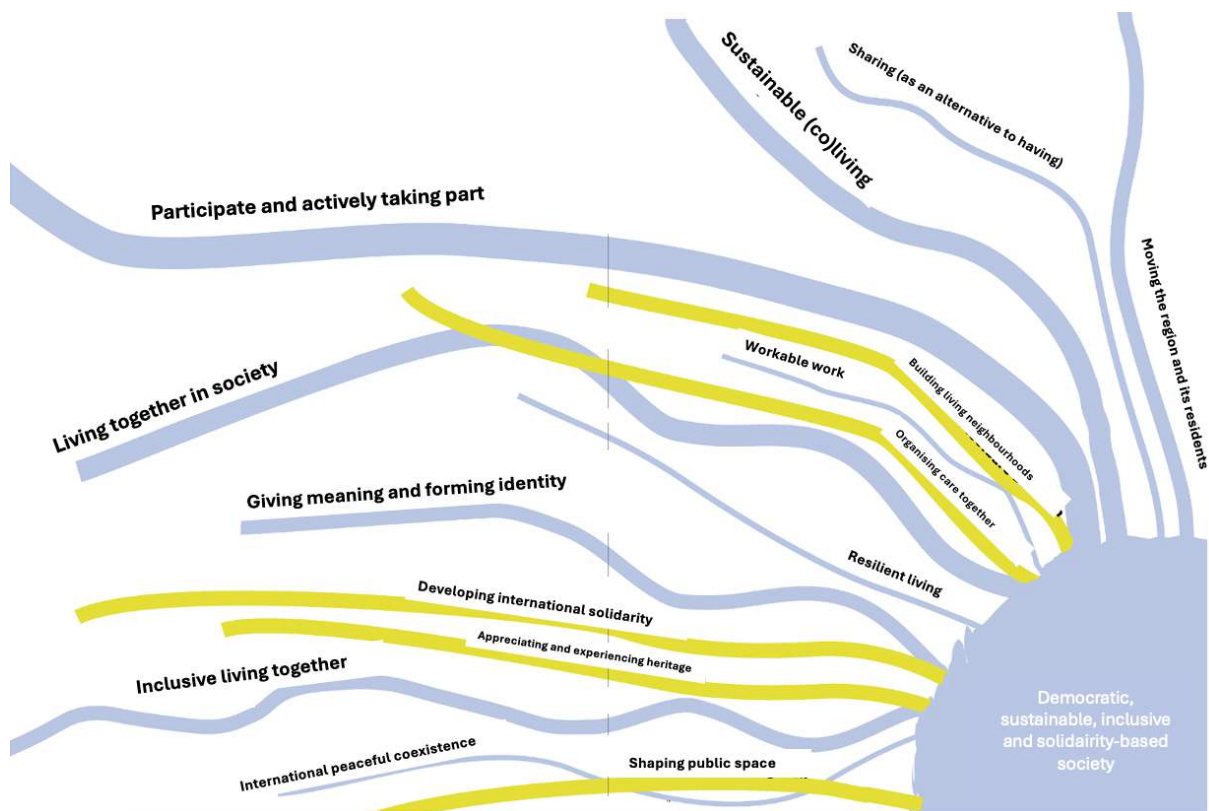 Sustainable (co)living
Sharing (as an alternative to having)
Moving the region and its residents
Participate and actively taking part
Building living neighbourhoods
Workable work
Organising care together
Living together in society
Giving meaning and forming identity
Resilient living
Developing international solidarity
Appreciating and experiencing heritage
Inclusive living together
International peaceful coexistence
Shaping public space
Democratic,
sustainable, inclusive
and solidairity-based
society